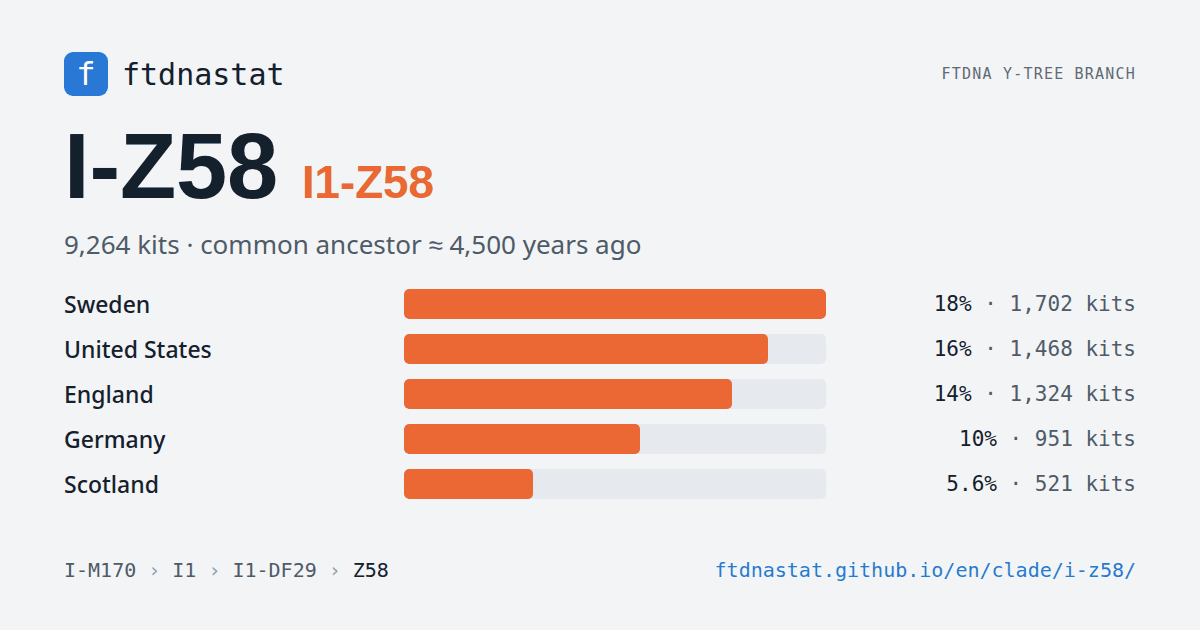 f ftdnastat
FTDNA Y-TREE BRANCH
I-Z58 I1-Z58
9,264 kits · common ancestor ≈ 4,500 years ago
Sweden 18% · 1,702 kits
United States 16% · 1,468 kits
England 14% · 1,324 kits
Germany 10% · 951 kits
Scotland 5.6% · 521 kits
I-M170 › I1 › I1-DF29 › Z58
ftdnastat.github.io/en/clade/i-z58/